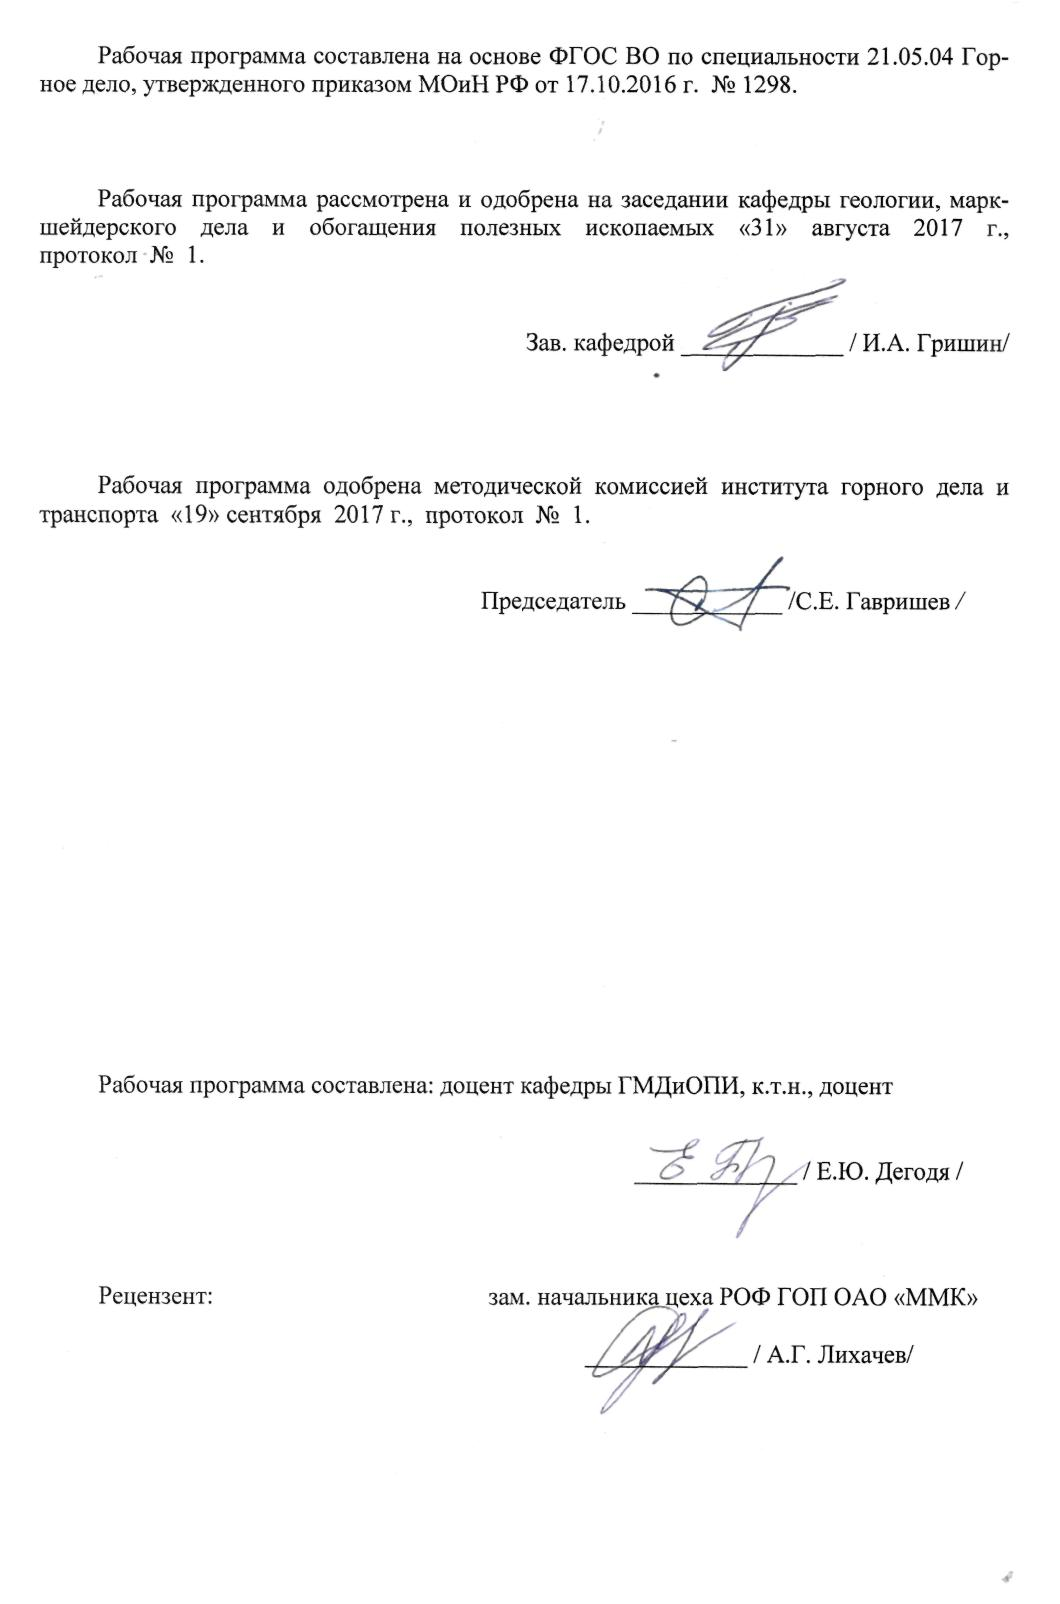 Рабочая программа составлена на основе ФГОС ВО по специальности 21.05.04 Гор-
ное дело, утвержденного приказом МОиН РФ от 17.10.2016 г. № 1298.
Рабочая программа рассмотрена и одобрена на заседании кафедры геологии, марк-
шейдерского дела и обогащения полезных ископаемых «31» августа 2017 г.,
протокол № 1.
Зав. кафедрой _____________ / И.А. Гришин/
Рабочая программа одобрена методической комиссией института горного дела и
транспорта «19» сентября 2017 г., протокол № 1.
Председатель ____________ /С.Е. Гавришев /
Рабочая программа составлена: доцент кафедры ГМДиОПИ, к.т.н., доцент
_____________ / Е.Ю. Дегодя /
Рецензент: зам. начальника цеха РОФ ГОП ОАО «ММК»
_____________ / А.Г. Лихачев/